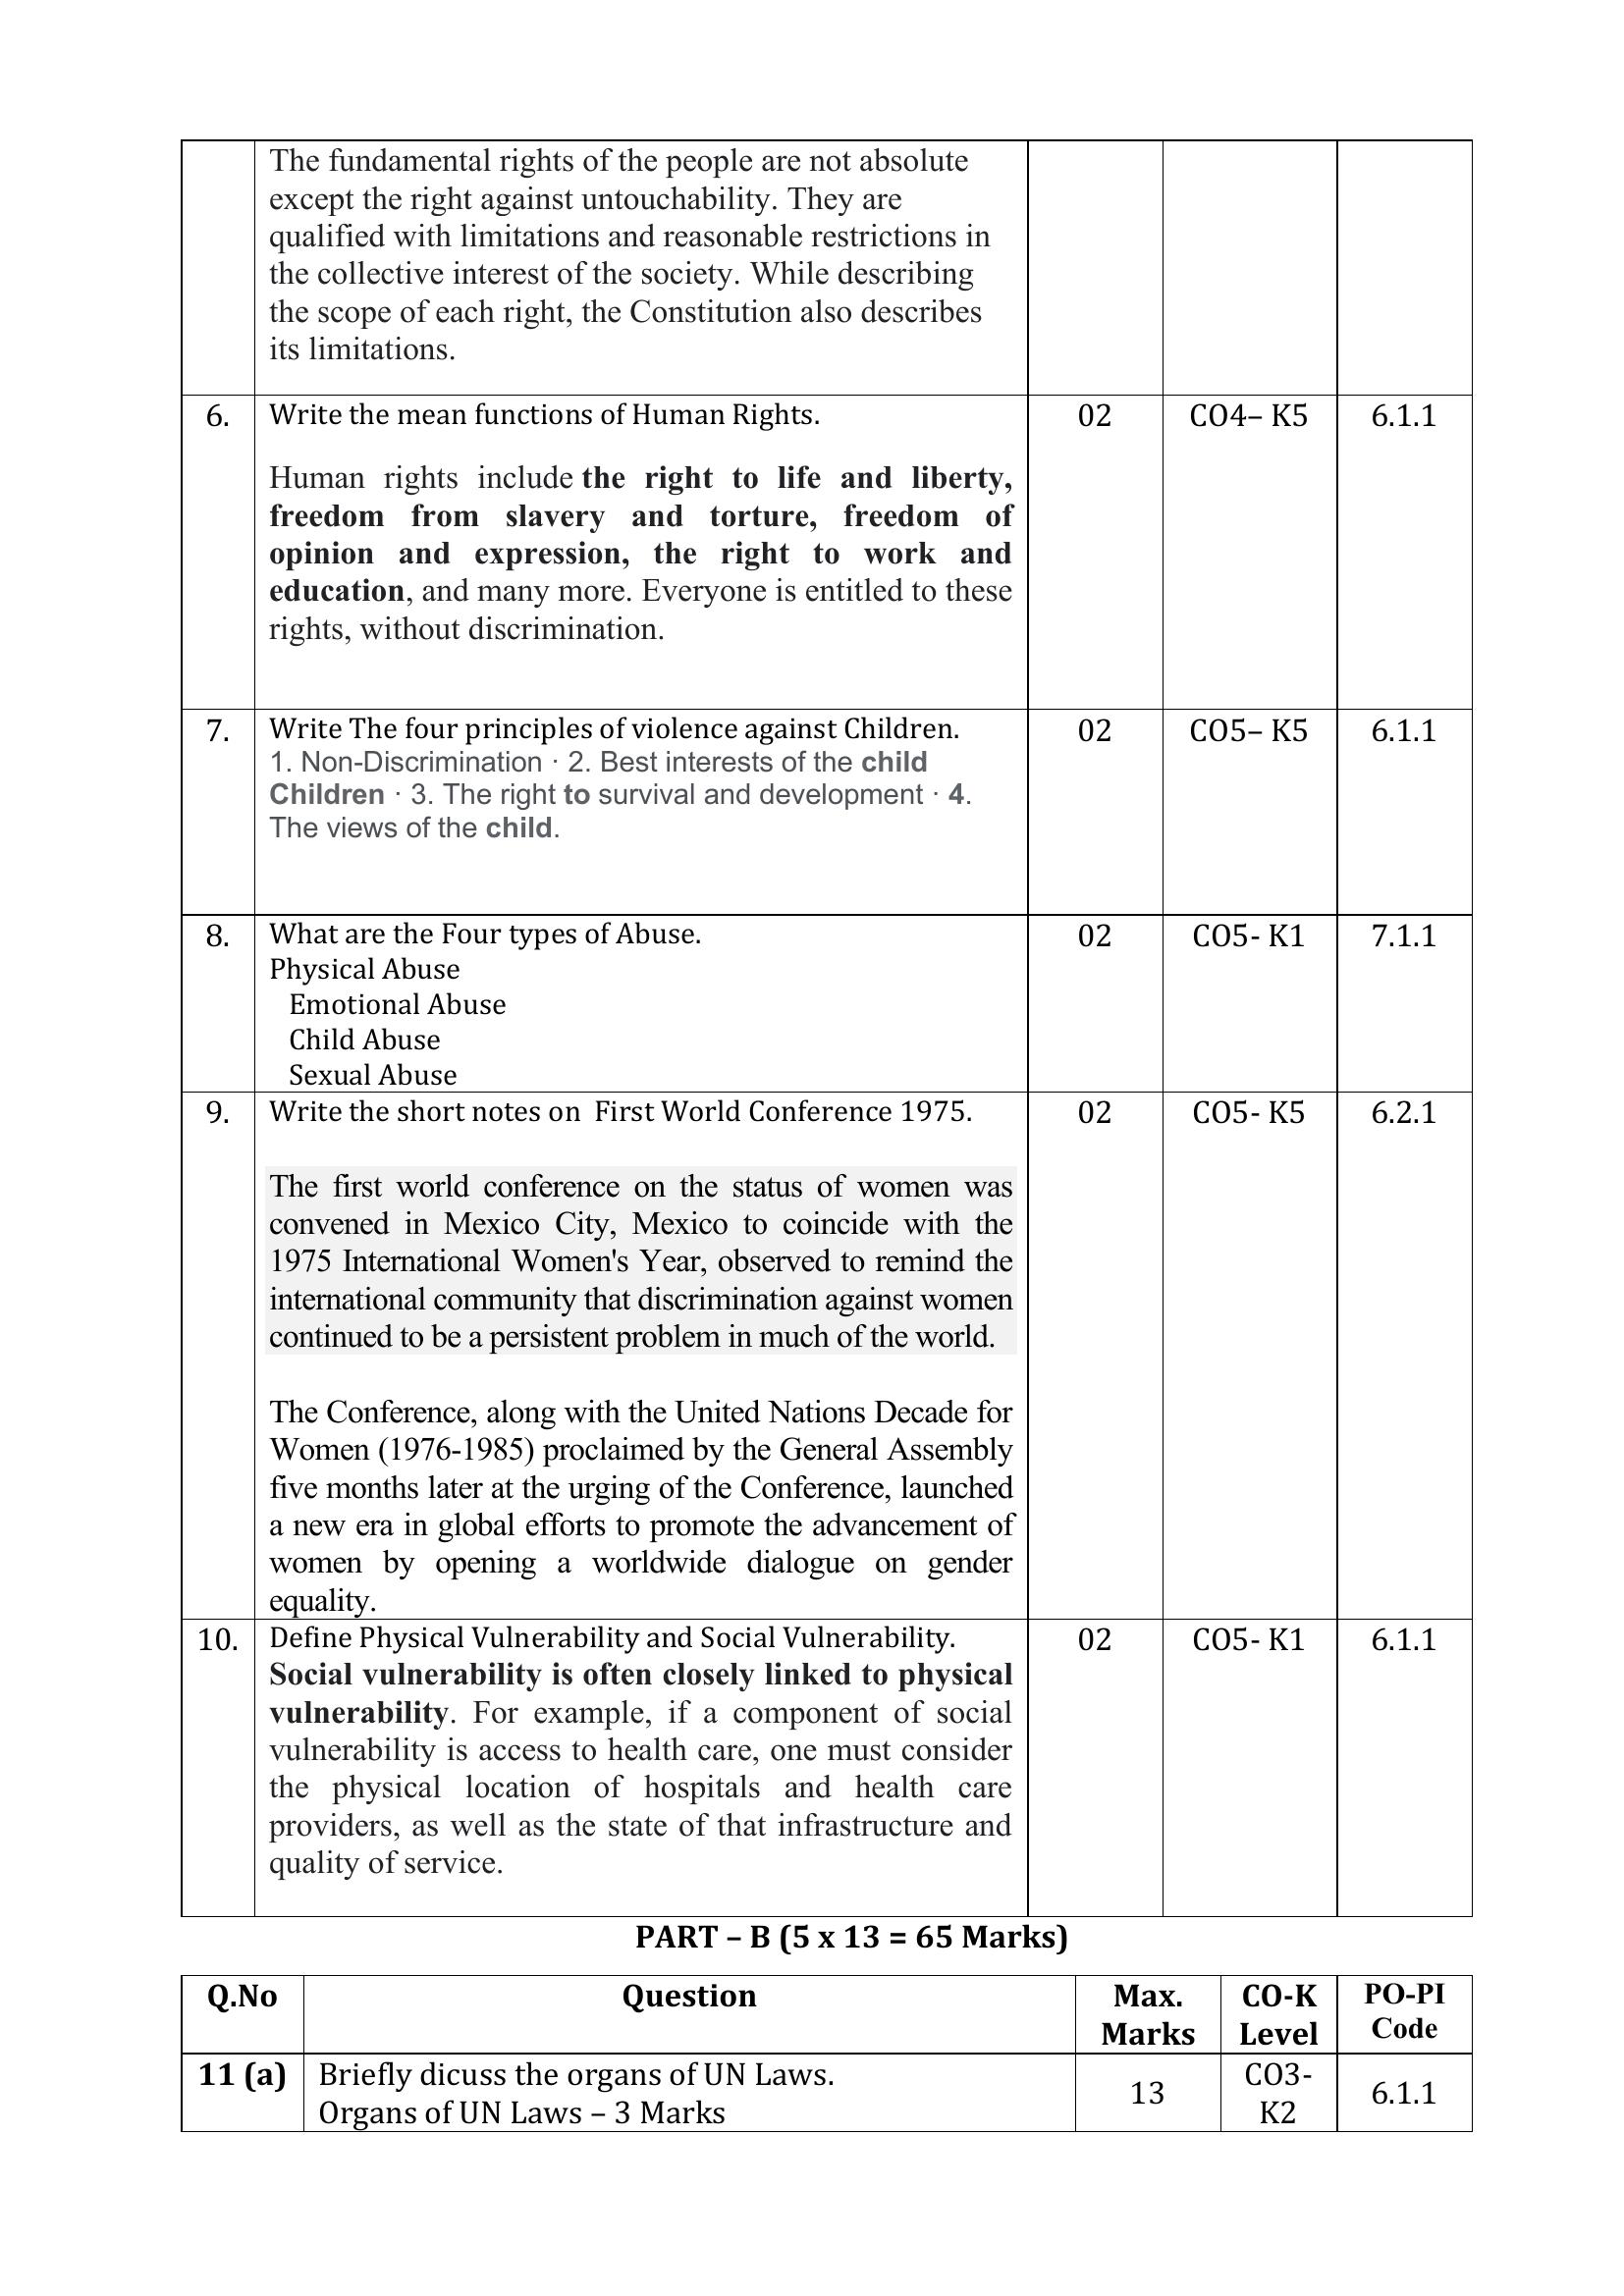 The fundamental rights of the people are not absolute
except the right against untouchability. They are
qualified with limitations and reasonable restrictions in
the collective interest of the society. While describing
the scope of each right, the Constitution also describes
its limitations.
6. Write the mean functions of Human Rights. 02 CO4– K5 6.1.1
Human rights include the right to life and liberty,
freedom from slavery and torture, freedom of
opinion and expression, the right to work and
education, and many more. Everyone is entitled to these
rights, without discrimination.
7. Write The four principles of violence against Children. 02 CO5– K5 6.1.1
1. Non-Discrimination · 2. Best interests of the child
Children · 3. The right to survival and development · 4.
The views of the child.
8. What are the Four types of Abuse. 02 CO5- K1 7.1.1
Physical Abuse
Emotional Abuse
Child Abuse
Sexual Abuse
9. Write the short notes on First World Conference 1975. 02 CO5- K5 6.2.1
The first world conference on the status of women was
convened in Mexico City, Mexico to coincide with the
1975 International Women's Year, observed to remind the
international community that discrimination against women
continued to be a persistent problem in much of the world.
The Conference, along with the United Nations Decade for
Women (1976-1985) proclaimed by the General Assembly
five months later at the urging of the Conference, launched
a new era in global efforts to promote the advancement of
women by opening a worldwide dialogue on gender
equality.
10. Define Physical Vulnerability and Social Vulnerability. 02 CO5- K1 6.1.1
Social vulnerability is often closely linked to physical
vulnerability. For example, if a component of social
vulnerability is access to health care, one must consider
the physical location of hospitals and health care
providers, as well as the state of that infrastructure and
quality of service.
PART – B (5 x 13 = 65 Marks)
Q.No Question Max. CO-K PO-PI
Marks Level Code
11 (a) Briefly dicuss the organs of UN Laws. 13 CO3- 6.1.1
Organs of UN Laws – 3 Marks K2